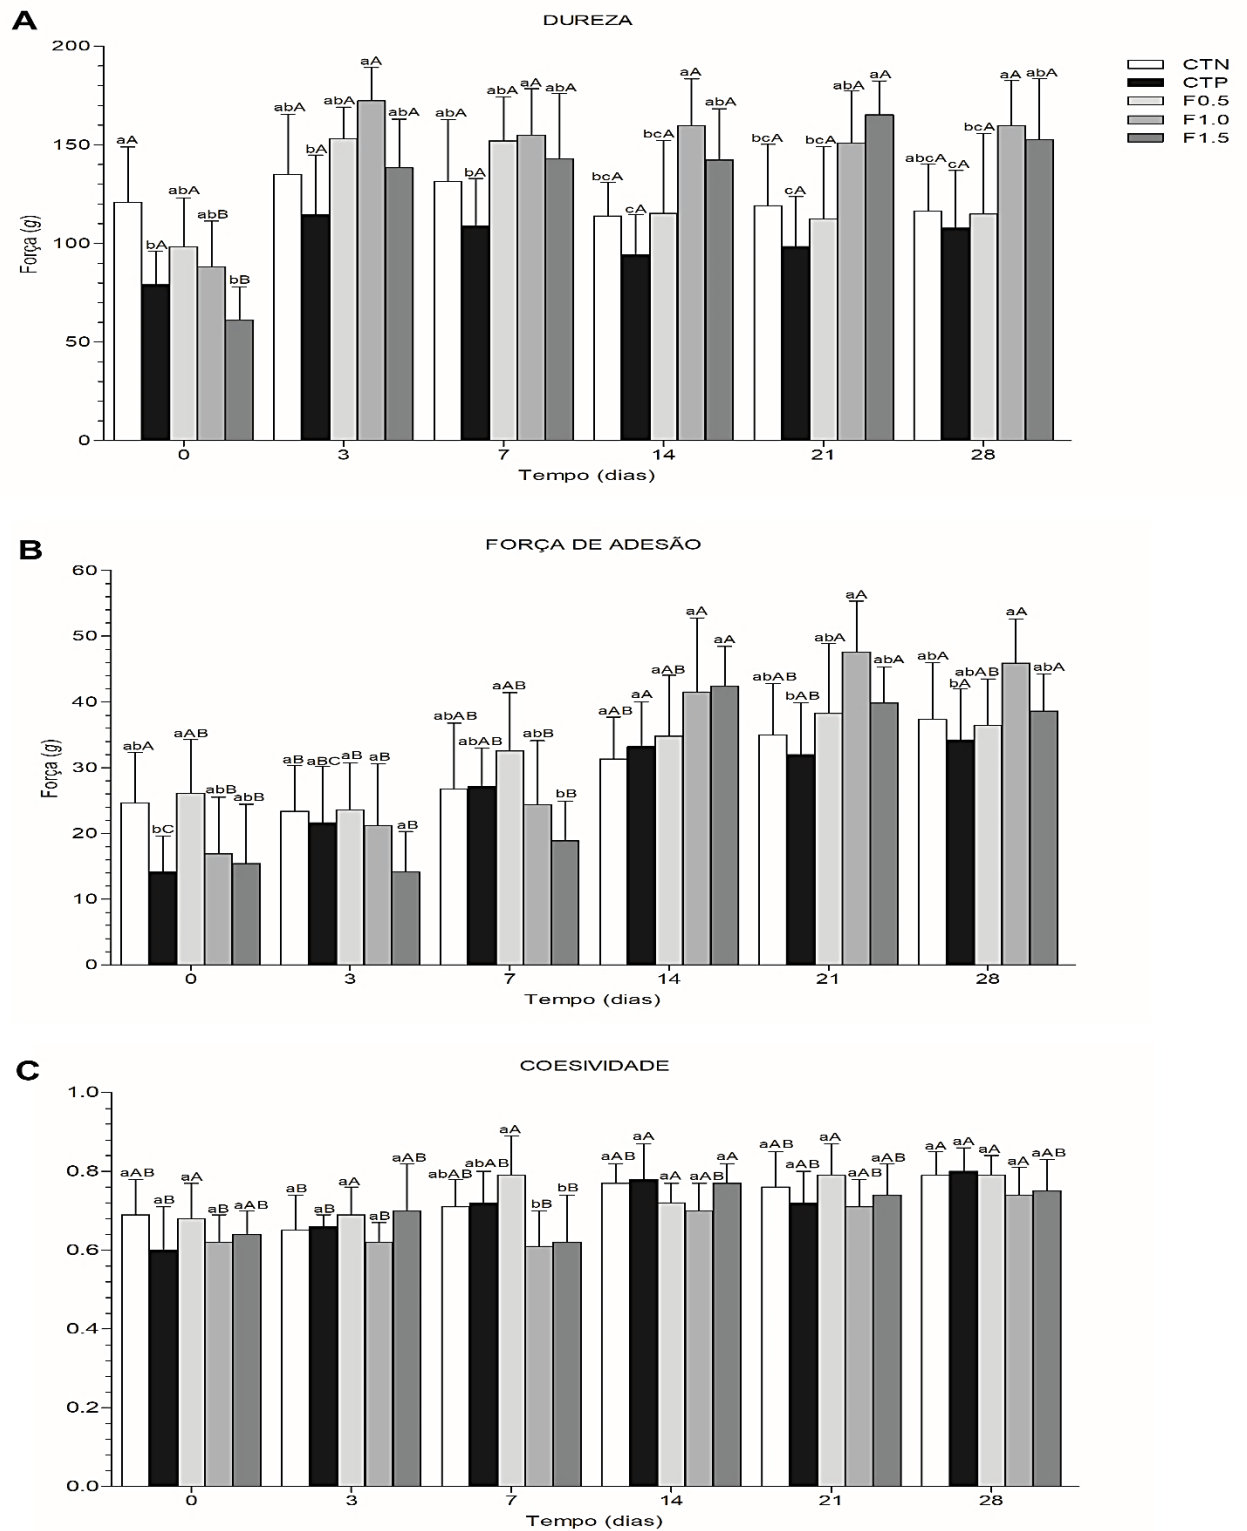 A
DUREZA
200
150
100
50
0
Força (g)
aA bA abA abB bB
abA bA abA aA abA
abA bA abA aA abA
bcA cA bcA aA abA
bcA cA bcA abA aA
abcA cA bcA aA abA
0 3 7 14 21 28
Tempo (dias)
CTN
CTP
F0.5
F1.0
F1.5
B
FORÇA DE ADESÃO
60
50
40
30
20
10
0
Força (g)
abA bC aAB abB abB
aB aBC aB aB aB
abAB abAB aAB abB bB
aAB aA aAB aA aA
abAB bAB abA aA abA
abA bA abAB aA abA
0 3 7 14 21 28
Tempo (dias)
C
COESIVIDADE
1.0
0.8
0.6
0.4
0.2
0.0
aAB aB aA aB aAB
aB aB aA aB aAB
abAB abAB aA bB bB
aAB aA aA aAB aA
aAB aAB aA aAB aAB
aA aA aA aA aAB
0 3 7 14 21 28
Tempo (dias)